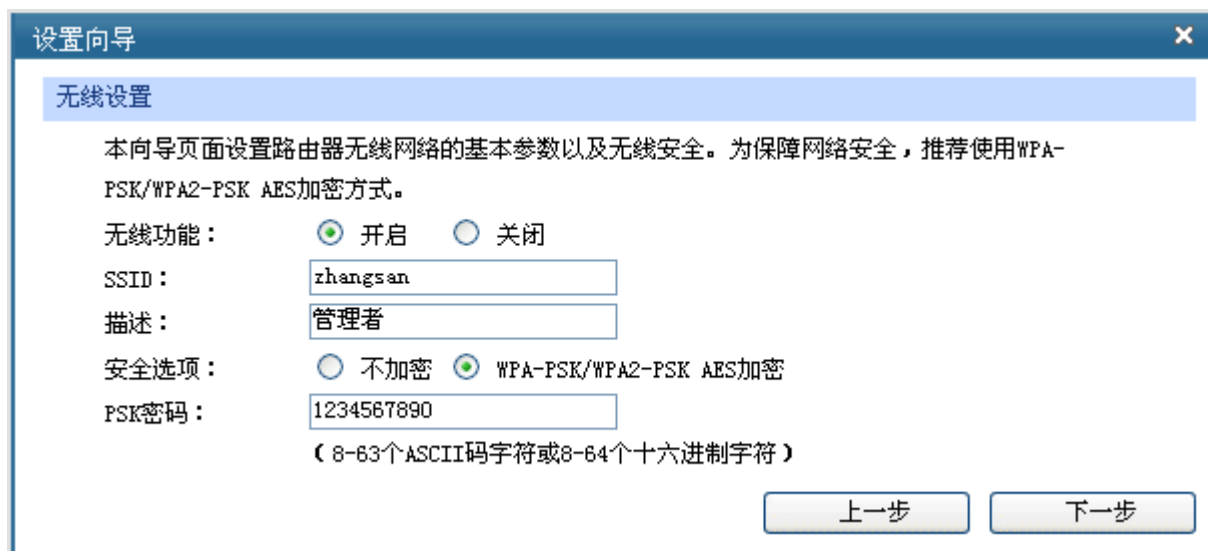 设置向导
无线设置
本向导页面设置路由器无线网络的基本参数以及无线安全。为保障网络安全，推荐使用WPA-
PSK/WPA2-PSK AES加密方式。
无线功能： 开启 关闭
SSID： zhangsan
描述： 管理者
安全选项： 不加密 WPA-PSK/WPA2-PSK AES加密
PSK密码： 1234567890
（8-63个ASCII码字符或8-64个十六进制字符）
上一步 下一步